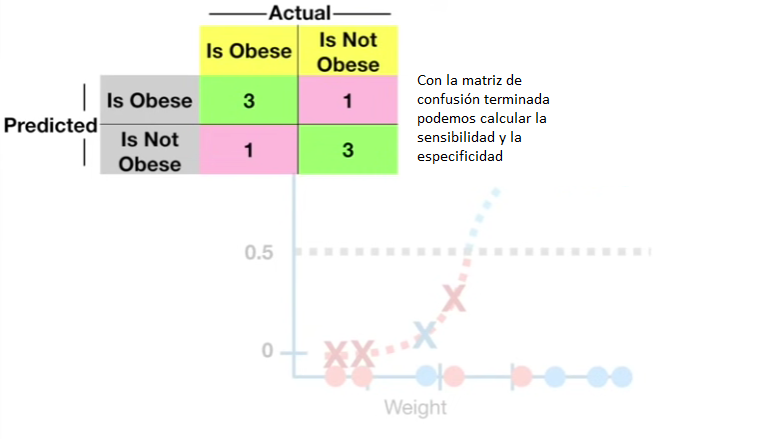 Actual
Is Obese
Is Not
Obese
Con la matriz de
confusión terminada
podemos calcular la
sensibilidad y la
especificidad
Predicted
Is Obese
3
1
Is Not
Obese
1
3
0.5
X X X X
0
Weight